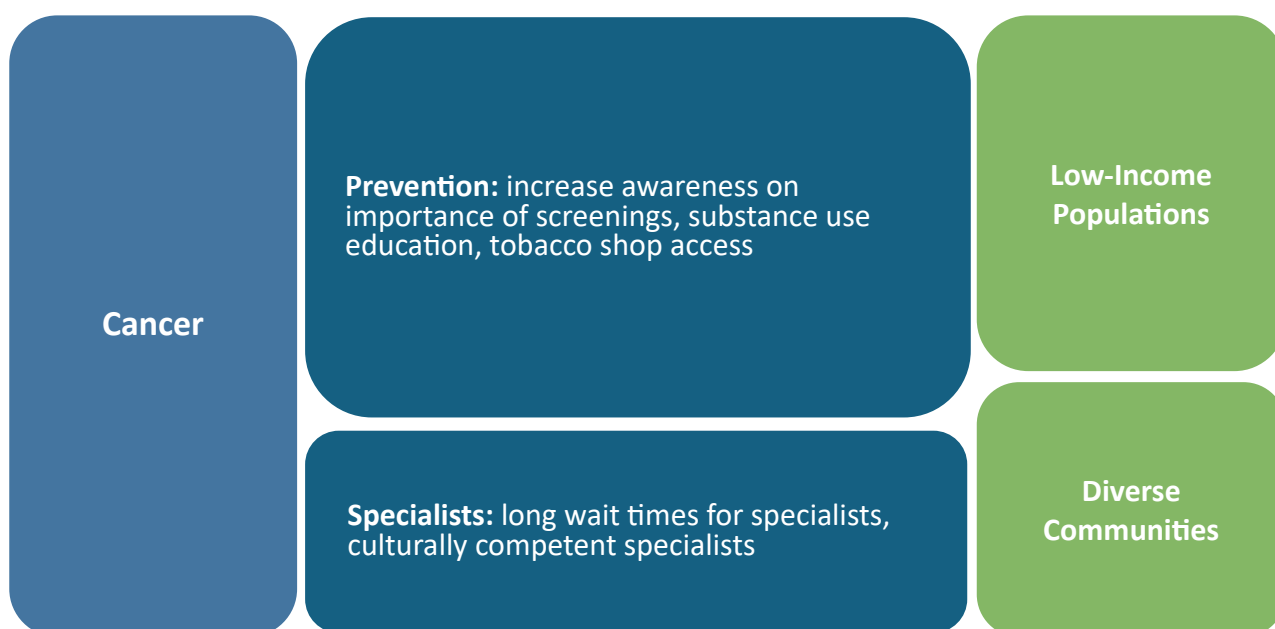 Cancer
Prevention: increase awareness on
importance of screenings, substance use
education, tobacco shop access
Specialists: long wait times for specialists,
culturally competent specialists
Low-Income
Populations
Diverse
Communities